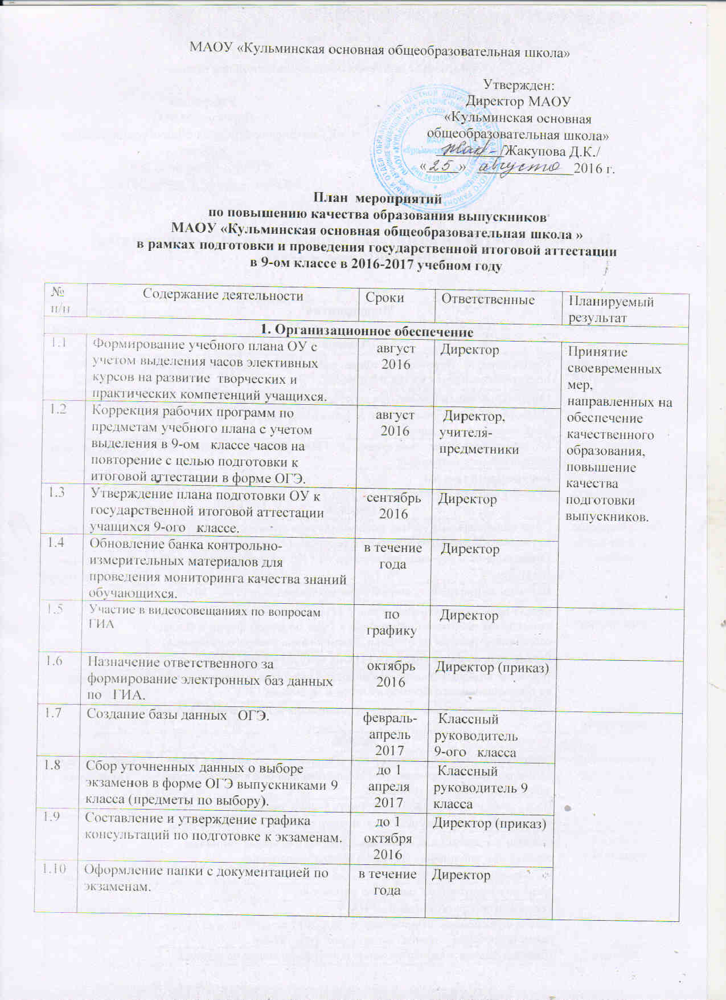 МАОУ «Кульминская основная общеобразовательная школа»
Утвержден:
Директор МАОУ
«Кульминская основная
общеобразовательная школа»
/Жакупова Д.К./
«25» августа 2016 г.
План мероприятий
по повышению качества образования выпускников
МАОУ «Кульминская основная общеобразовательная школа »
в рамках подготовки и проведения государственной итоговой аттестации
в 9-ом классе в 2016-2017 учебном году
№ п/п
Содержание деятельности
Сроки
Ответственные
Планируемый
результат
1. Организационное обеспечение
1.1
Формирование учебного плана ОУ с
учетом выделения часов элективных
курсов на развитие творческих и
практических компетенций учащихся.
август
2016
Директор
Принятие
своевременных
мер,
направленных на
обеспечение
качественного
образования,
повышение
качества
подготовки
выпускников.
1.2
Коррекция рабочих программ по
предметам учебного плана с учетом
выделения в 9-ом классе часов на
повторение с целью подготовки к
итоговой аттестации в форме ОГЭ.
август
2016
Директор,
учителя-
предметники
1.3
Утверждение плана подготовки ОУ к
государственной итоговой аттестации
учащихся 9-ого классе.
сентябрь
2016
Директор
1.4
Обновление банка контрольно-
измерительных материалов для
проведения мониторинга качества знаний
обучающихся.
в течение
года
Директор
1.5
Участие в видеосовещаниях по вопросам
ГИА
по
графику
Директор
1.6
Назначение ответственного за
формирование электронных баз данных
по ГИА.
октябрь
2016
Директор (приказ)
1.7
Создание базы данных ОГЭ.
февраль-
апрель
2017
Классный
руководитель
9-ого класса
1.8
Сбор уточненных данных о выборе
экзаменов в форме ОГЭ выпускниками 9
класса (предметы по выбору).
до 1
апреля
2017
Классный
руководитель 9
класса
1.9
Составление и утверждение графика
консультаций по подготовке к экзаменам.
до 1
октября
2016
Директор (приказ)
1.10
Оформление папки с документацией по
экзаменам.
в течение
года
Директор